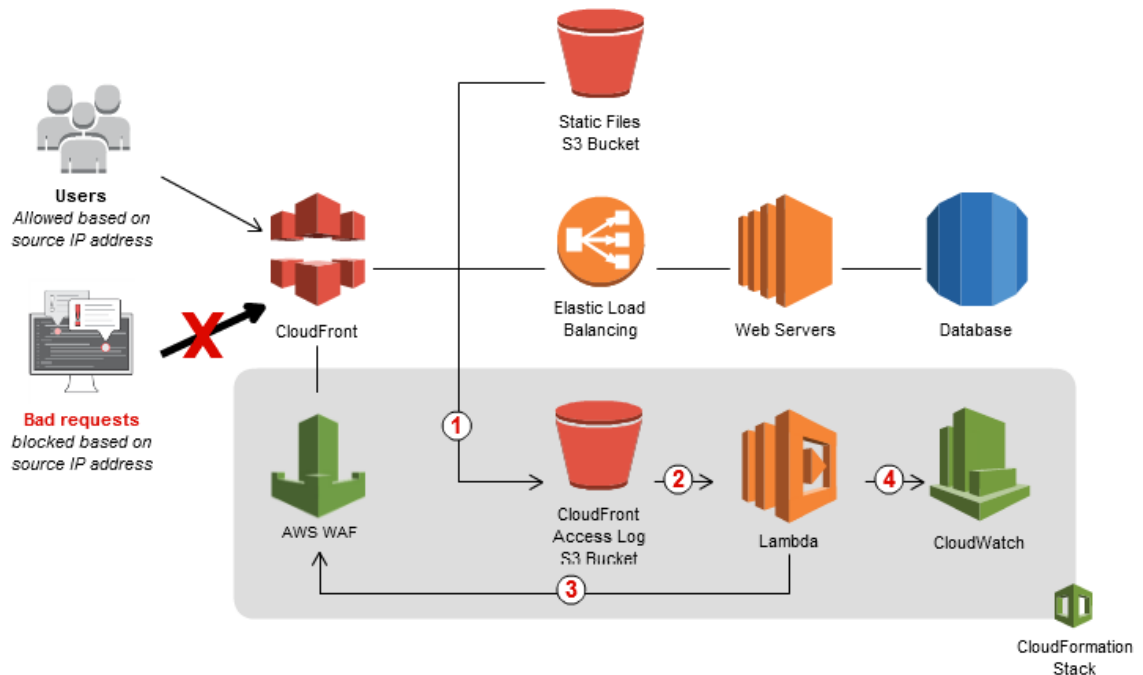 Static Files
S3 Bucket
Users
Allowed based on
source IP address
CloudFront
Elastic Load
Balancing
Web Servers
Database
X
Bad requests
blocked based on
source IP address
1
2
4
AWS WAF
CloudFront
Access Log
S3 Bucket
Lambda
CloudWatch
3
CloudFormation
Stack